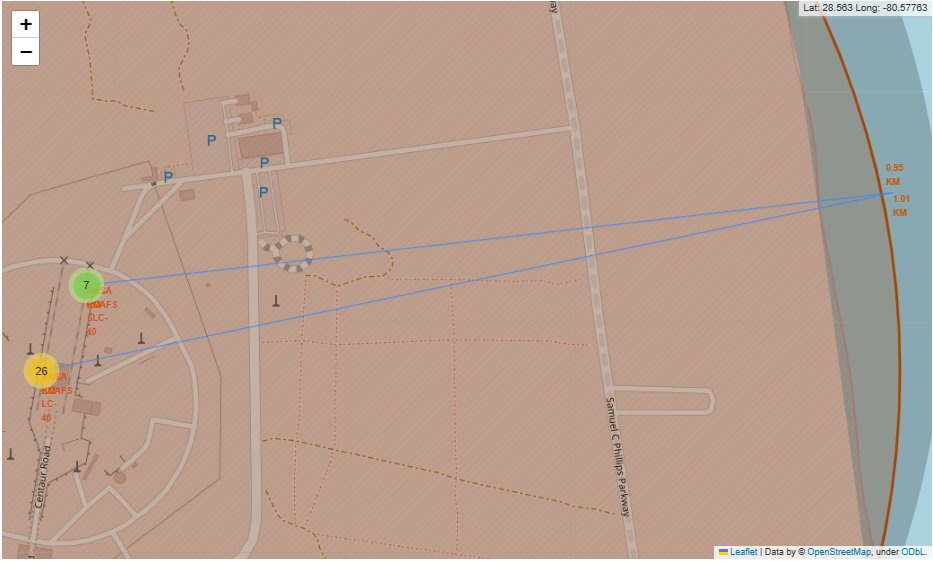 +
−
Lat: 28.563 Long: -80.57763
P
P
P
P
P
0.95
KM
1.01
KM
7
SLC-
40
26
LC-
40
Centaur Road
Samuel C Phillips Parkway
Leaflet | Data by © OpenStreetMap, under ODbL.